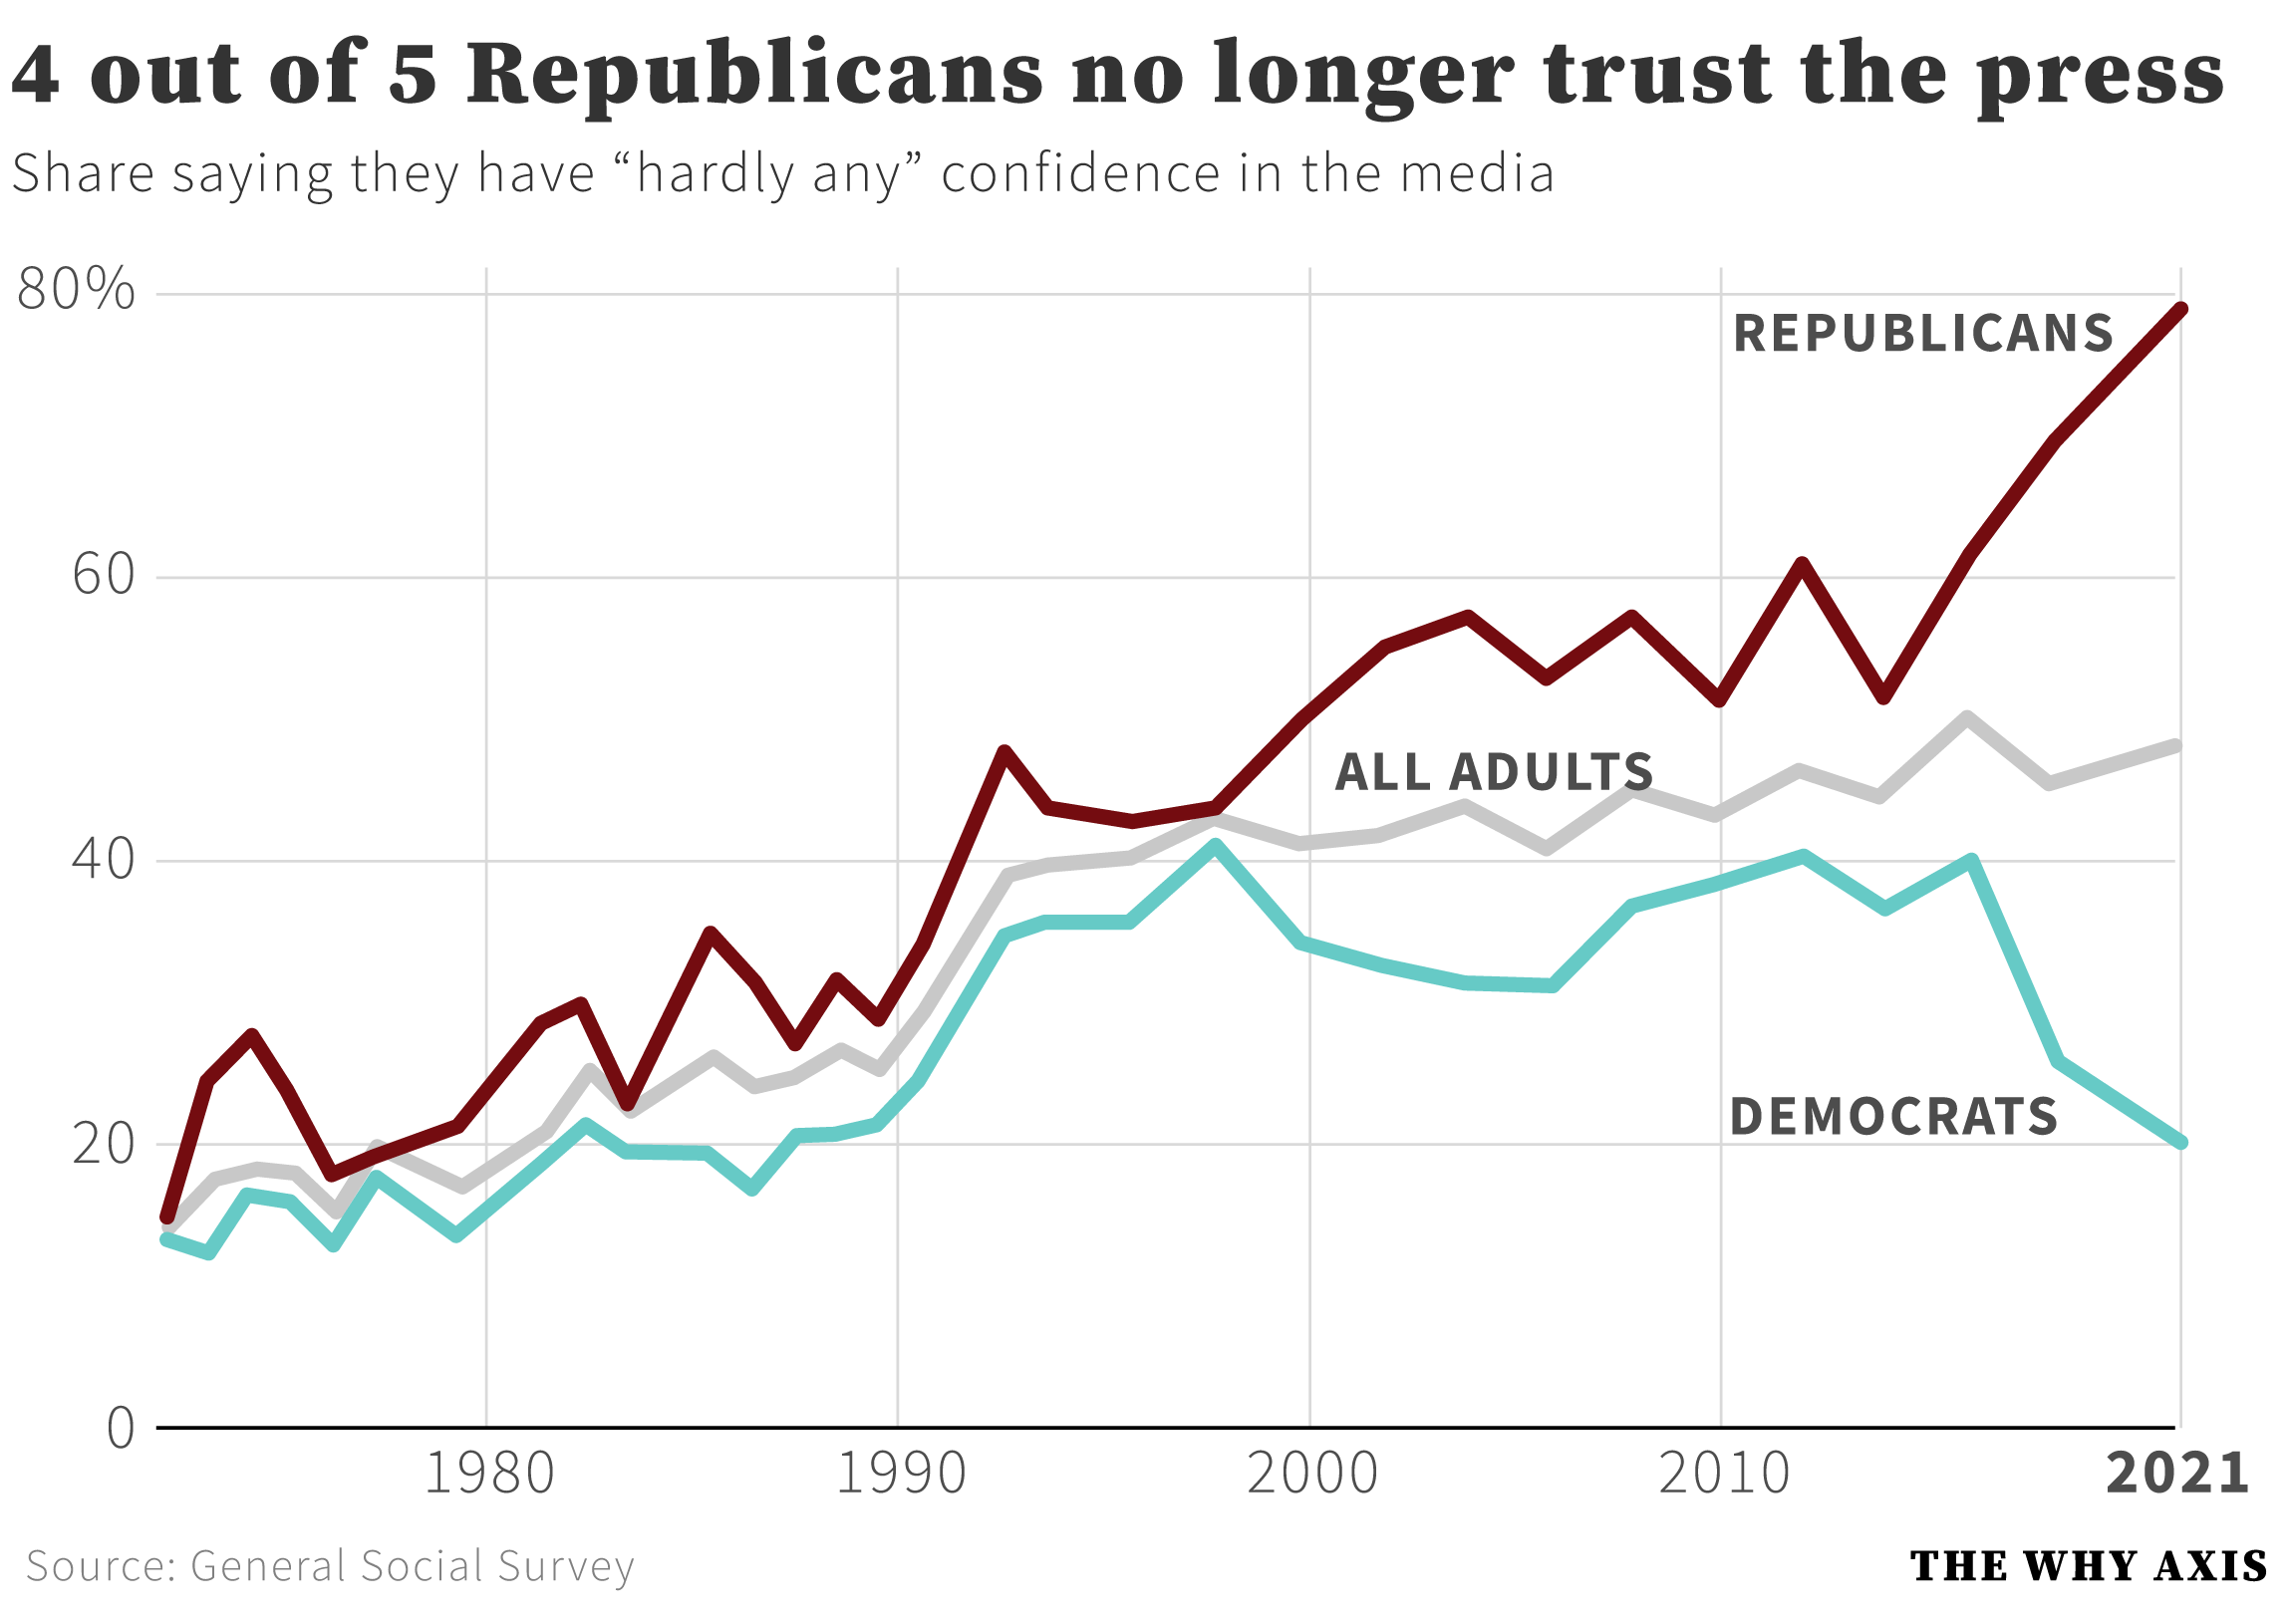 4 out of 5 Republicans no longer trust the press
Share saying they have “hardly any” confidence in the media
80%
REPUBLICANS
60
ALL ADULTS
40
DEMOCRATS
20
0
1980 1990 2000 2010 2021
Source: General Social Survey
THE WHY AXIS